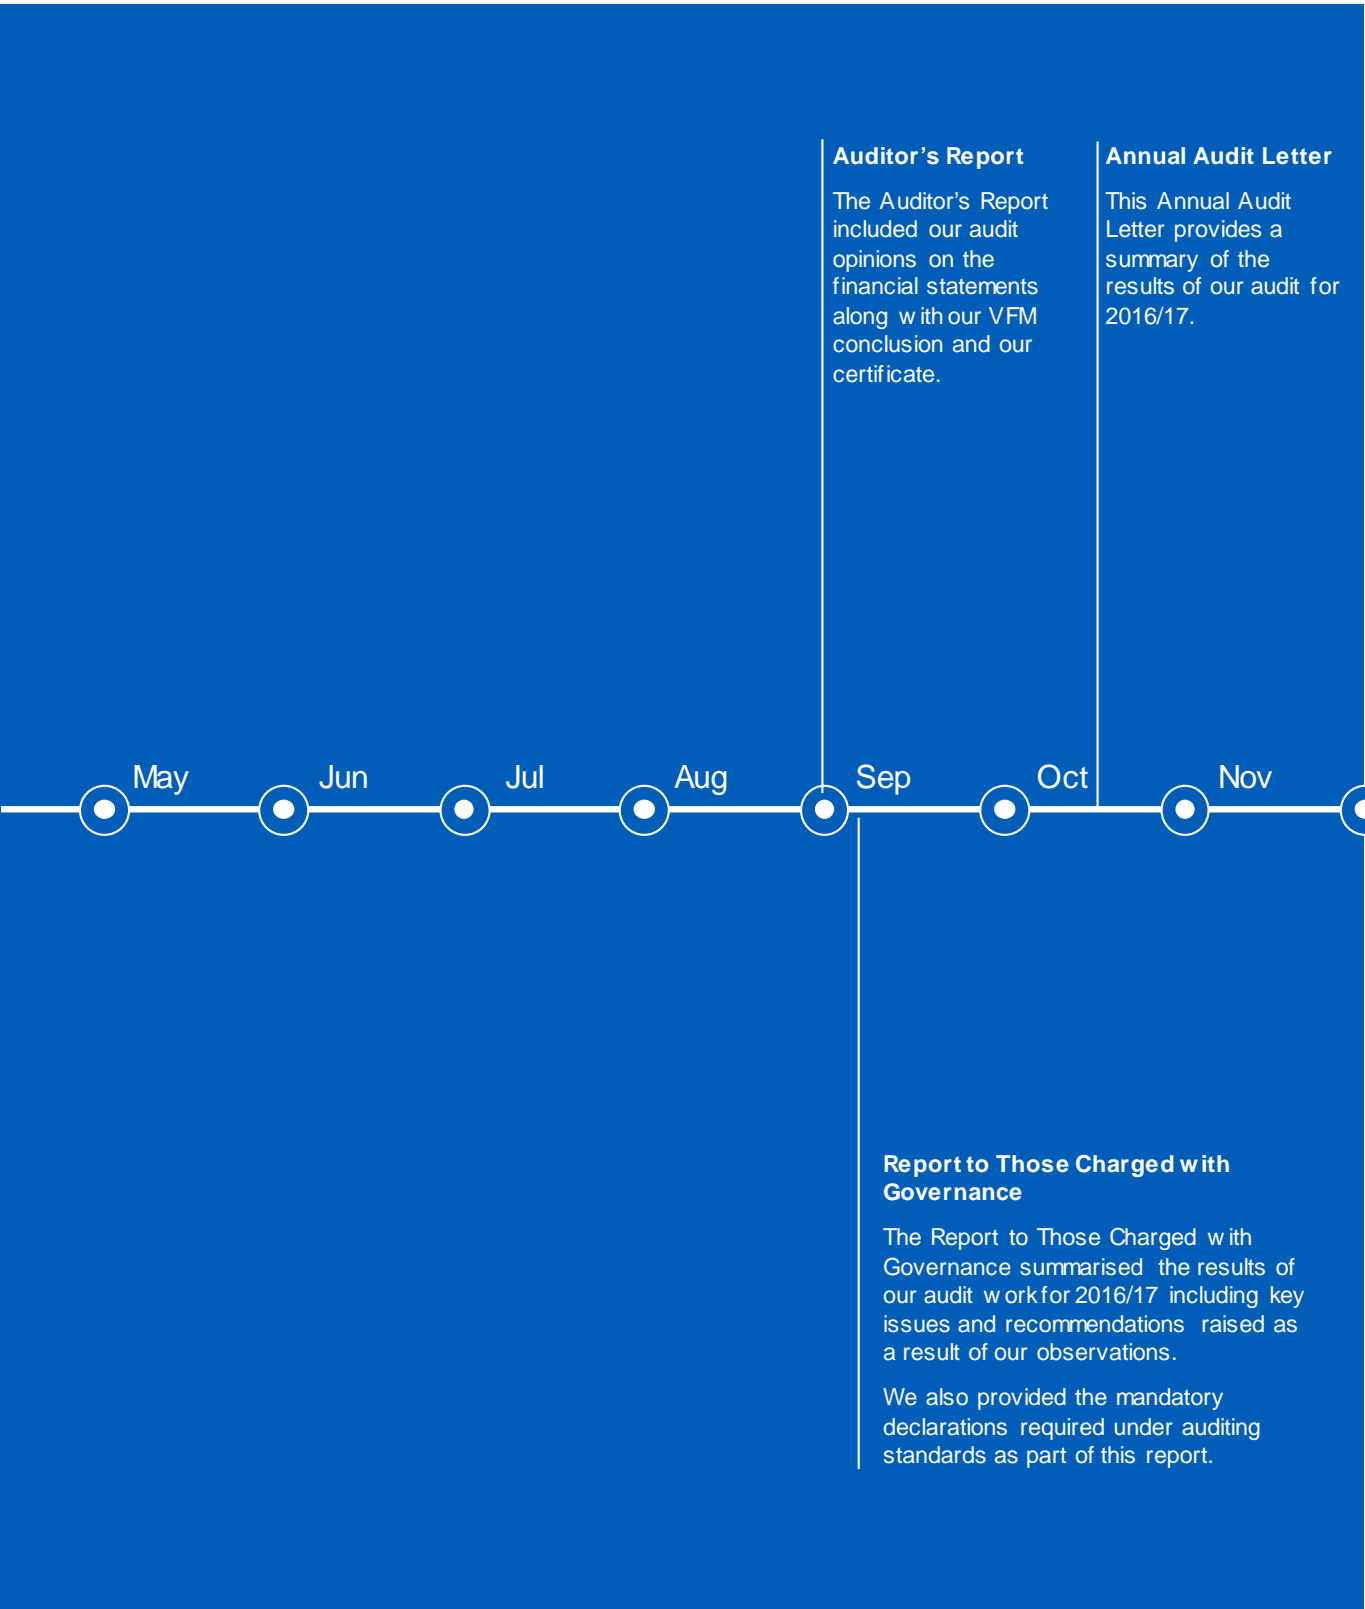 Auditor's Report
The Auditor's Report
included our audit
opinions on the
financial statements
along with our VFM
conclusion and our
certificate.
Annual Audit Letter
This Annual Audit
Letter provides a
summary of the
results of our audit for
2016/17.
May
Jun
Jul
Aug
Sep
Oct
Nov
Report to Those Charged with
Governance
The Report to Those Charged with
Governance summarised the results of
our audit work for 2016/17 including key
issues and recommendations raised as
a result of our observations.
We also provided the mandatory
declarations required under auditing
standards as part of this report.